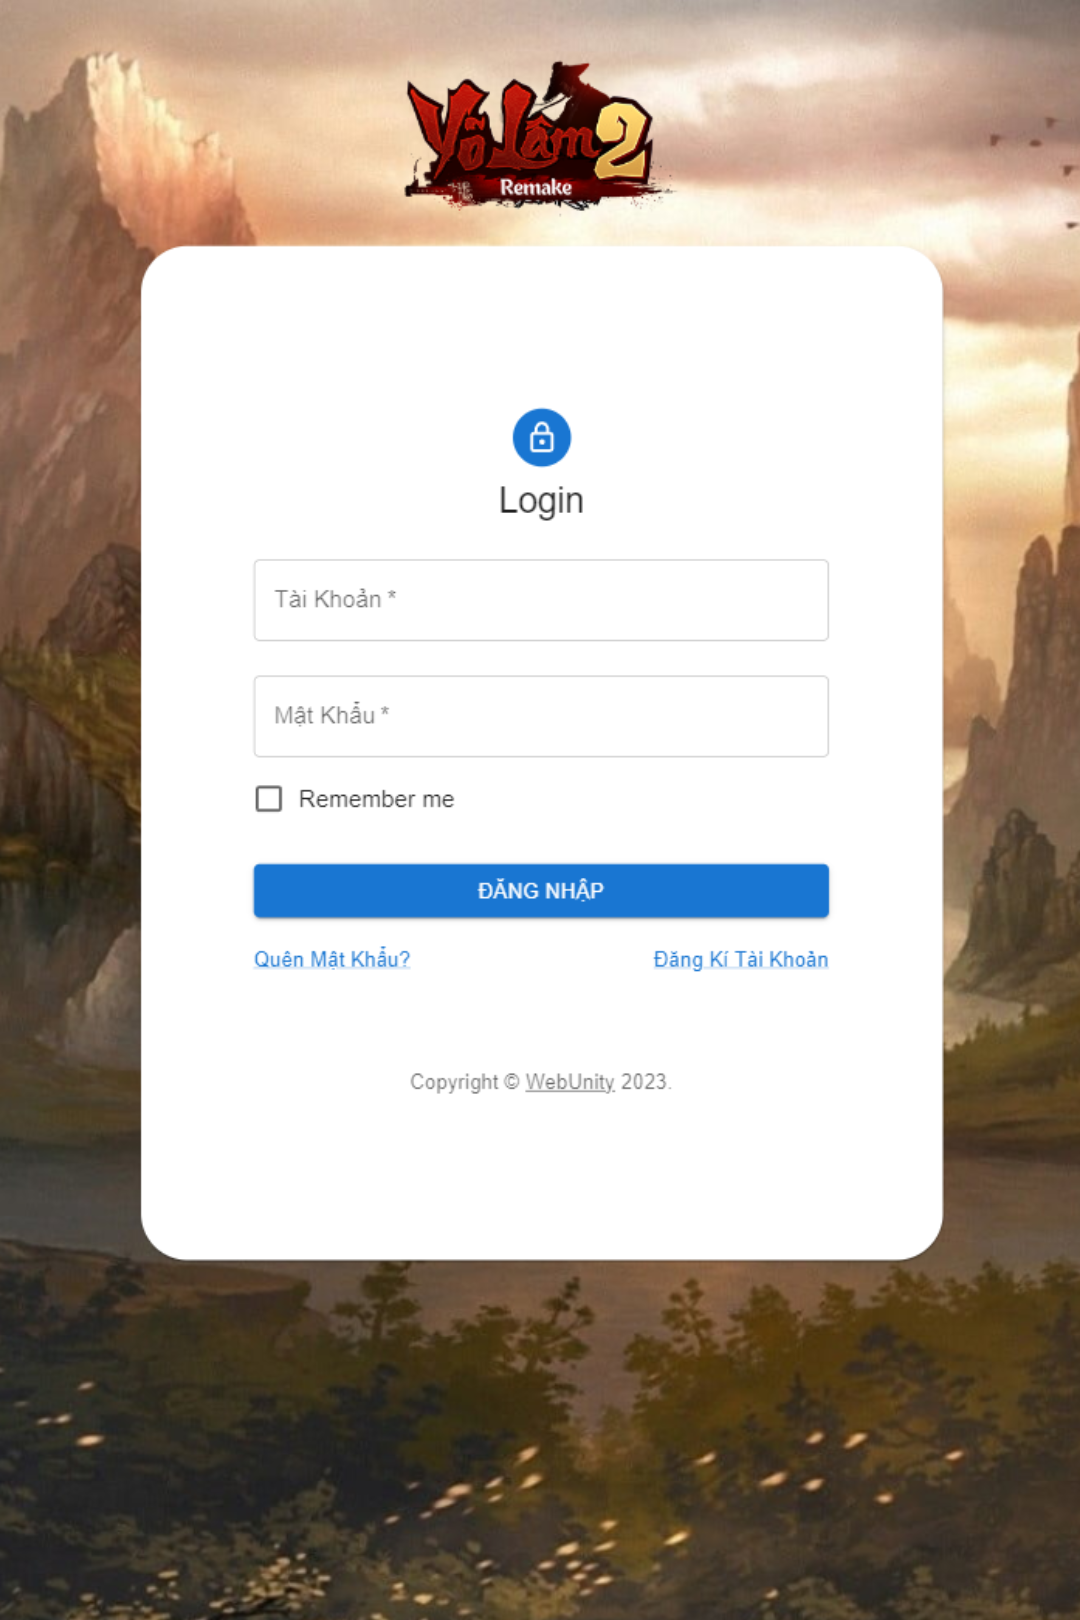 Võ Lâm 2
Remake
Login
Tài Khoản *
Mật Khẩu *
Remember me
ĐĂNG NHẬP
Quên Mật Khẩu?
Đăng Kí Tài Khoản
Copyright © WebUnity 2023.